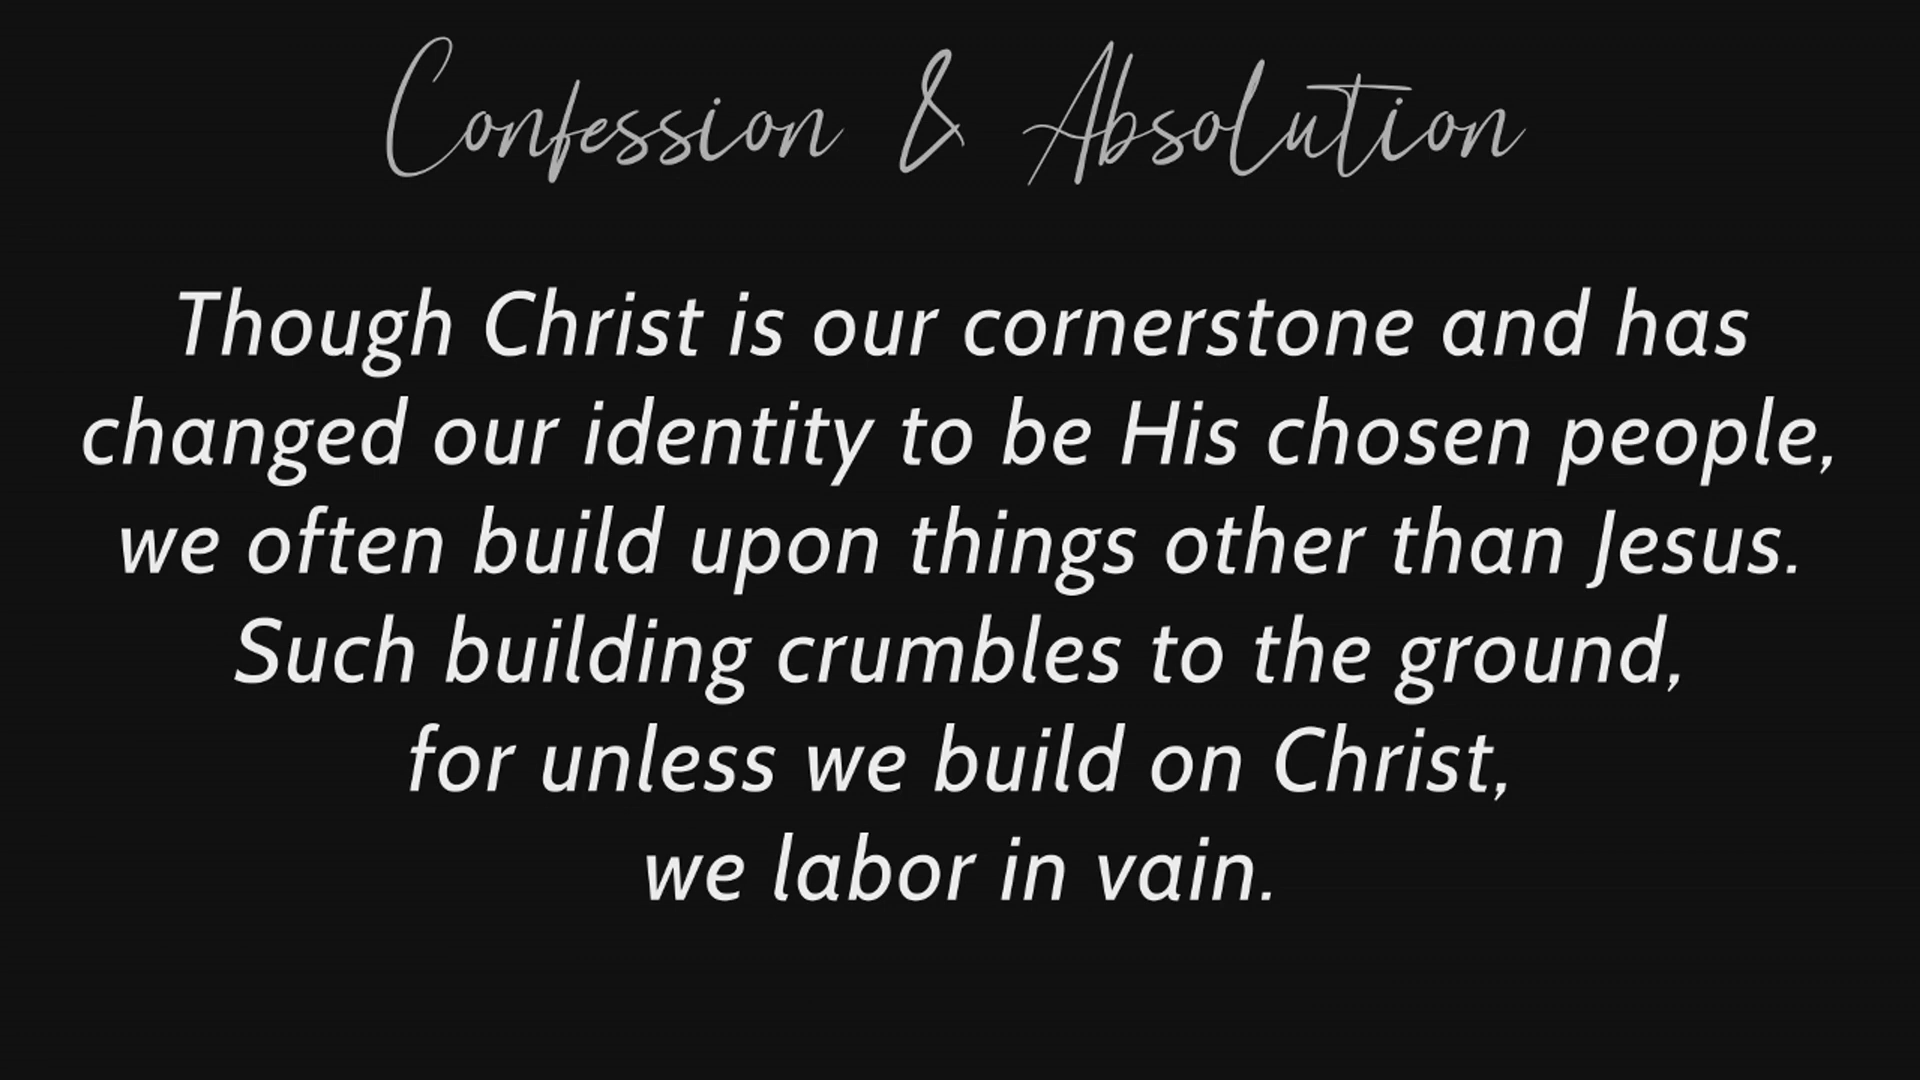 Confession & Absolution
Though Christ is our cornerstone and has
changed our identity to be His chosen people,
we often build upon things other than Jesus.
Such building crumbles to the ground,
for unless we build on Christ,
we labor in vain.